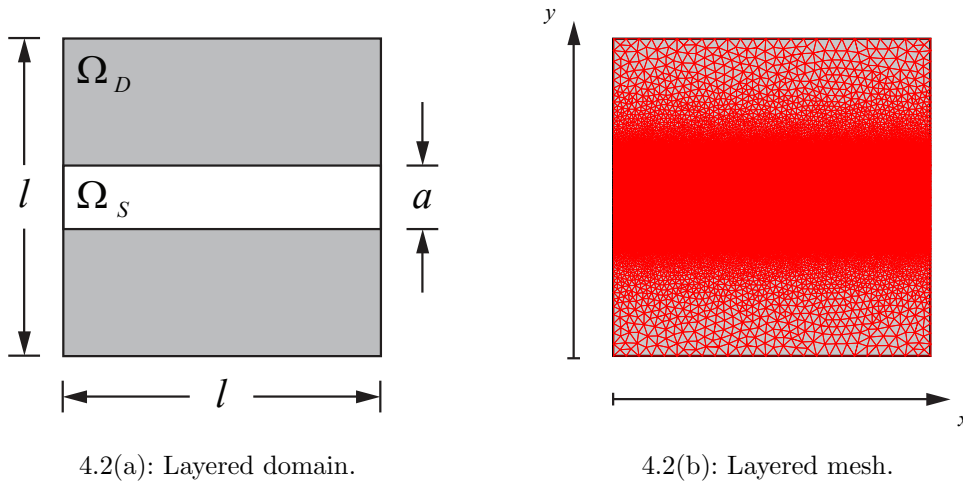 Ω_D
Ω_S
l
a
l
y
x
4.2(a): Layered domain.
4.2(b): Layered mesh.